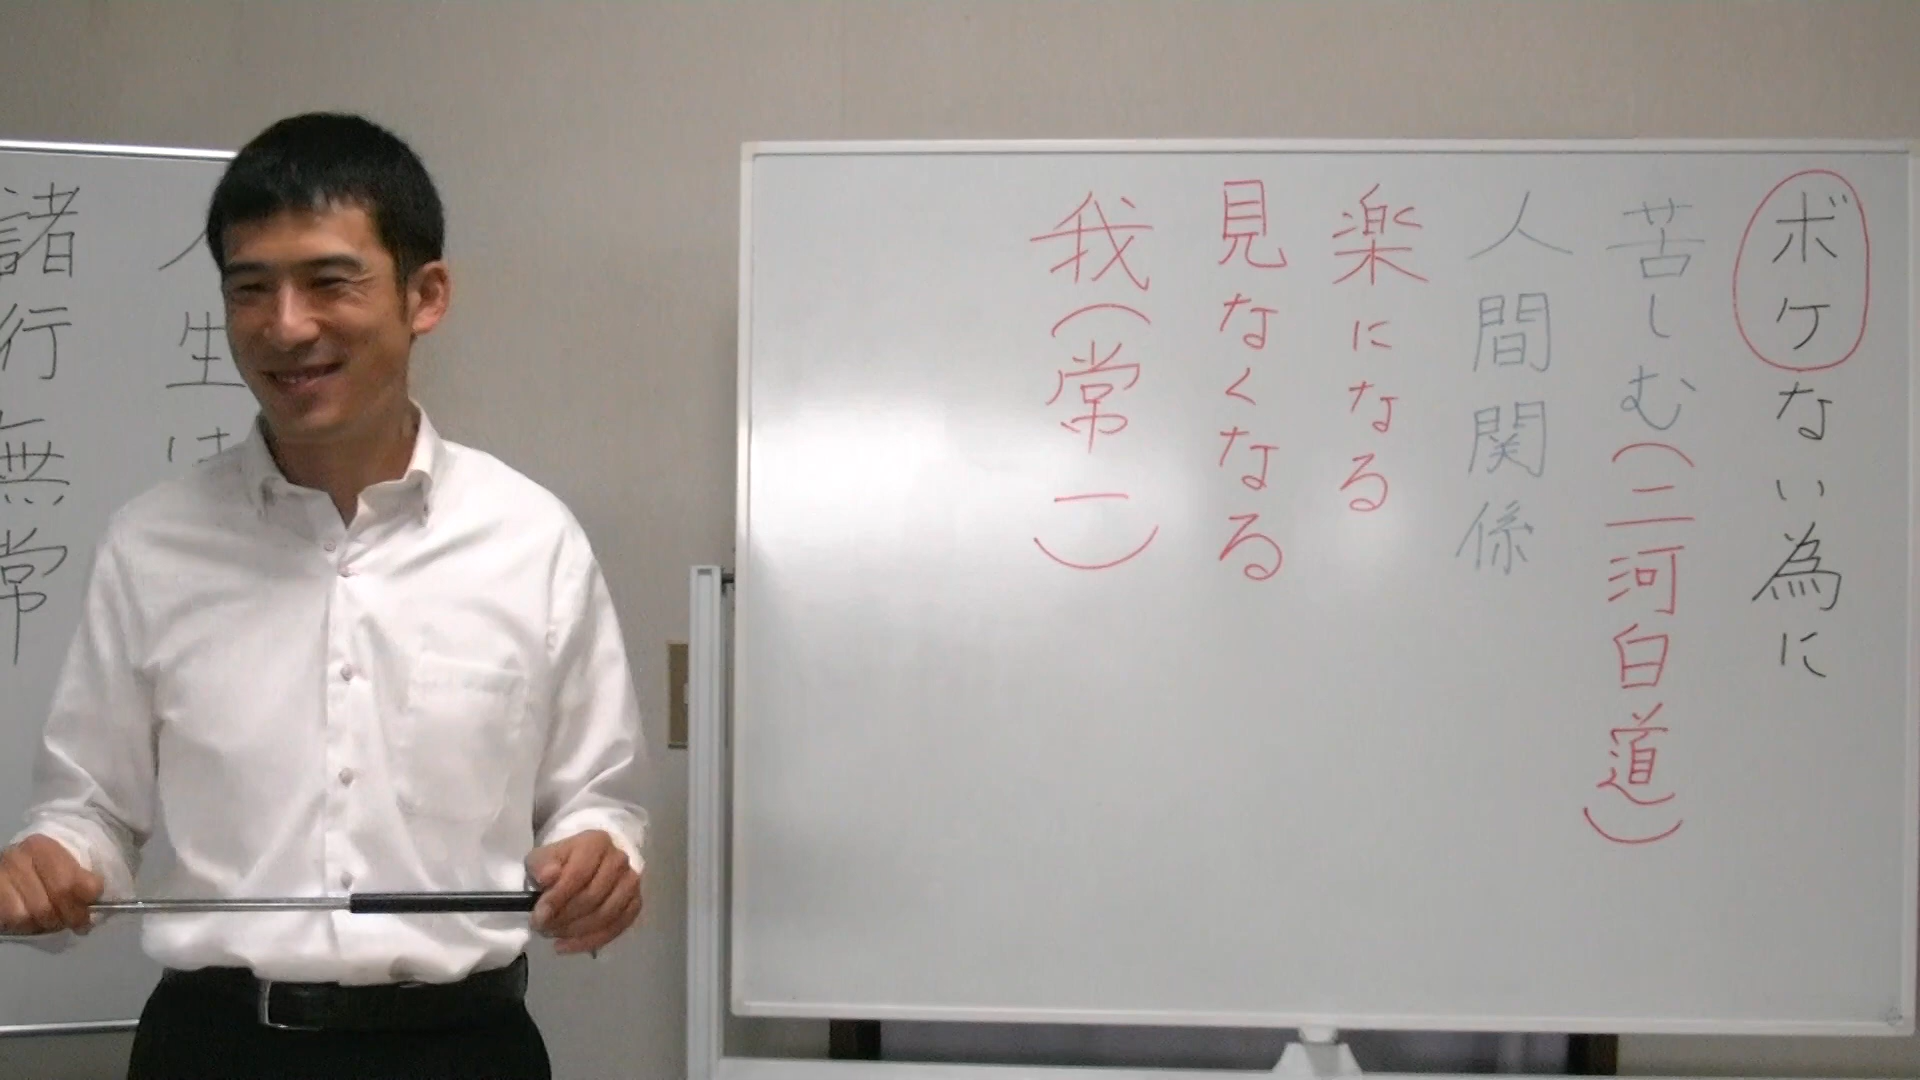 ボケない為に
苦しむ(二河白道)
人間関係
楽になる
見なくなる
我(常一)
人生は
諸行無常